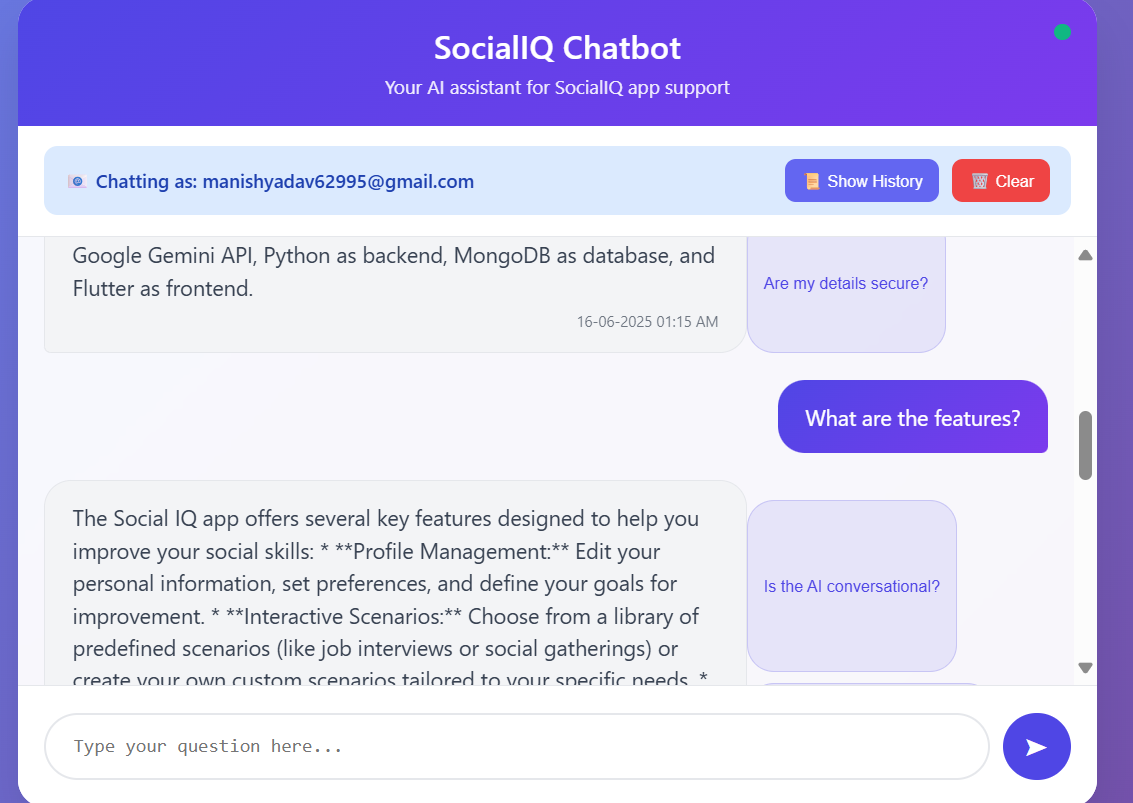 SocialIQ Chatbot
Your AI assistant for SocialIQ app support
Chatting as: manishyadav62995@gmail.com
Show History
Clear
Google Gemini API, Python as backend, MongoDB as database, and
Flutter as frontend.
16-06-2025 01:15 AM
Are my details secure?
What are the features?
The Social IQ app offers several key features designed to help you
improve your social skills: * **Profile Management:** Edit your
personal information, set preferences, and define your goals for
improvement. * **Interactive Scenarios:** Choose from a library of
predefined scenarios (like job interviews or social gatherings) or
create your own custom scenarios tailored to your specific needs. *
Is the AI conversational?
Type your question here...